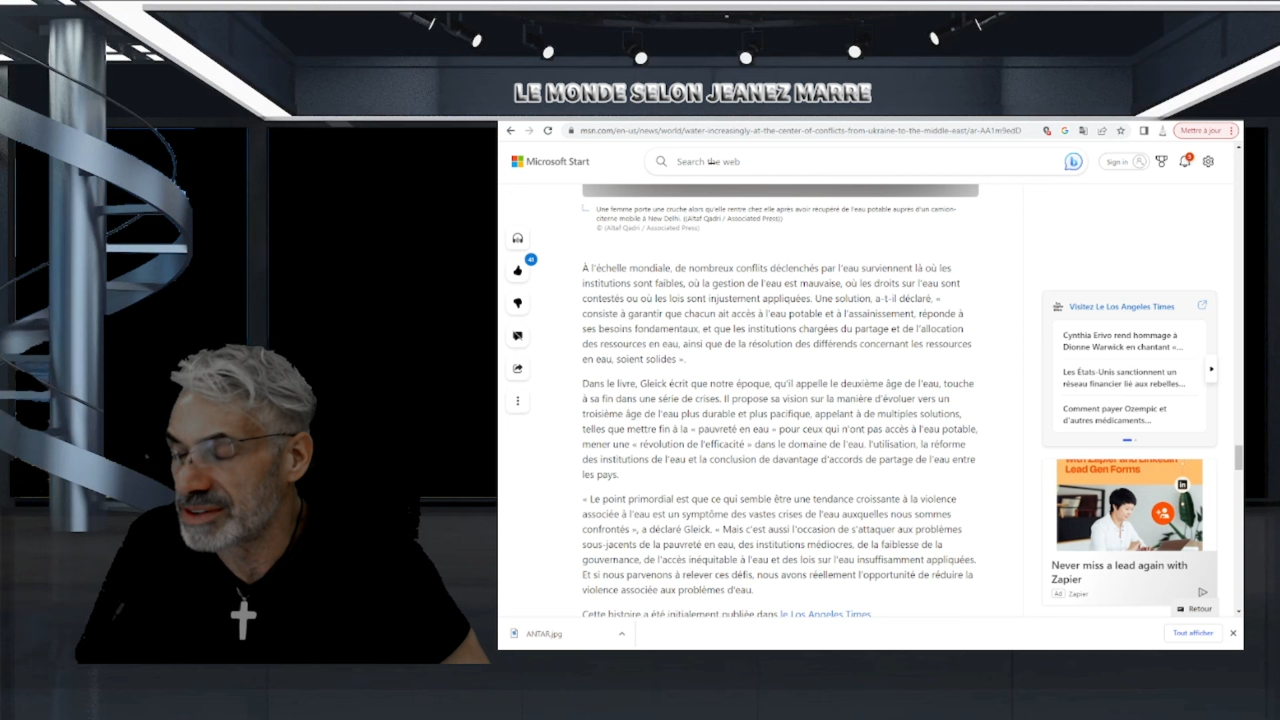 LE MONDE SELON JEANEZ MARRE
msn.com/en-us/news/world/water-increasingly-at-the-center-of-conflicts-from-ukraine-to-the-middle-east/ar-AA1m9edD
Mettre à jour
Microsoft Start
Search the web
Sign in
Une femme porte une cruche alors qu'elle rentre chez elle après avoir récupéré de l'eau potable auprès d'un camion-
citerne mobile à New Delhi. ((Altaf Qadri / Associated Press))
© (Altaf Qadri / Associated Press)
41
À l'échelle mondiale, de nombreux conflits déclenchés par l'eau surviennent là où les
institutions sont faibles, où la gestion de l'eau est mauvaise, où les droits sur l'eau sont
contestés ou où les lois sont injustement appliquées. Une solution, a-t-il déclaré, «
consiste à garantir que chacun ait accès à l'eau potable et à l'assainissement, réponde à
ses besoins fondamentaux, et que les institutions chargées du partage et de l'allocation
des ressources en eau, ainsi que de la résolution des différends concernant les ressources
en eau, soient solides ».
Dans le livre, Gleick écrit que notre époque, qu'il appelle le deuxième âge de l'eau, touche
à sa fin dans une série de crises. Il propose sa vision sur la manière d'évoluer vers un
troisième âge de l'eau plus durable et plus pacifique, appelant à de multiples solutions,
telles que mettre fin à la « pauvreté en eau » pour ceux qui n'ont pas accès à l'eau potable,
mener une « révolution de l'efficacité » dans le domaine de l'eau. l'utilisation, la réforme
des institutions de l'eau et la conclusion de davantage d'accords de partage de l'eau entre
les pays.
« Le point primordial est que ce qui semble être une tendance croissante à la violence
associée à l'eau est un symptôme des vastes crises de l'eau auxquelles nous sommes
confrontés », a déclaré Gleick. « Mais c'est aussi l'occasion de s'attaquer aux problèmes
sous-jacents de la pauvreté en eau, des institutions médiocres, de la faiblesse de la
gouvernance, de l'accès inéquitable à l'eau et des lois sur l'eau insuffisamment appliquées.
Et si nous parvenons à relever ces défis, nous avons réellement l'opportunité de réduire la
violence associée aux problèmes d'eau.
Cette histoire a été initialement publiée dans le Los Angeles Times.
Visitez Le Los Angeles Times
Cynthia Erivo rend hommage à
Dionne Warwick en chantant «...
Les États-Unis sanctionnent un
réseau financier lié aux rebelles...
Comment payer Ozempic et
d'autres médicaments...
With Zapier and LinkedIn
Lead Gen Forms
in
Never miss a lead again with
Zapier
Ad Zapier
Retour
ANTAR.jpg
Tout afficher